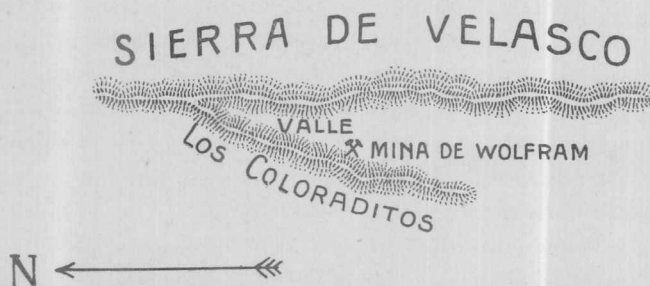 SIERRA DE VELASCO
VALLE
MINA DE WOLFRAM
LOS COLORADITOS
N